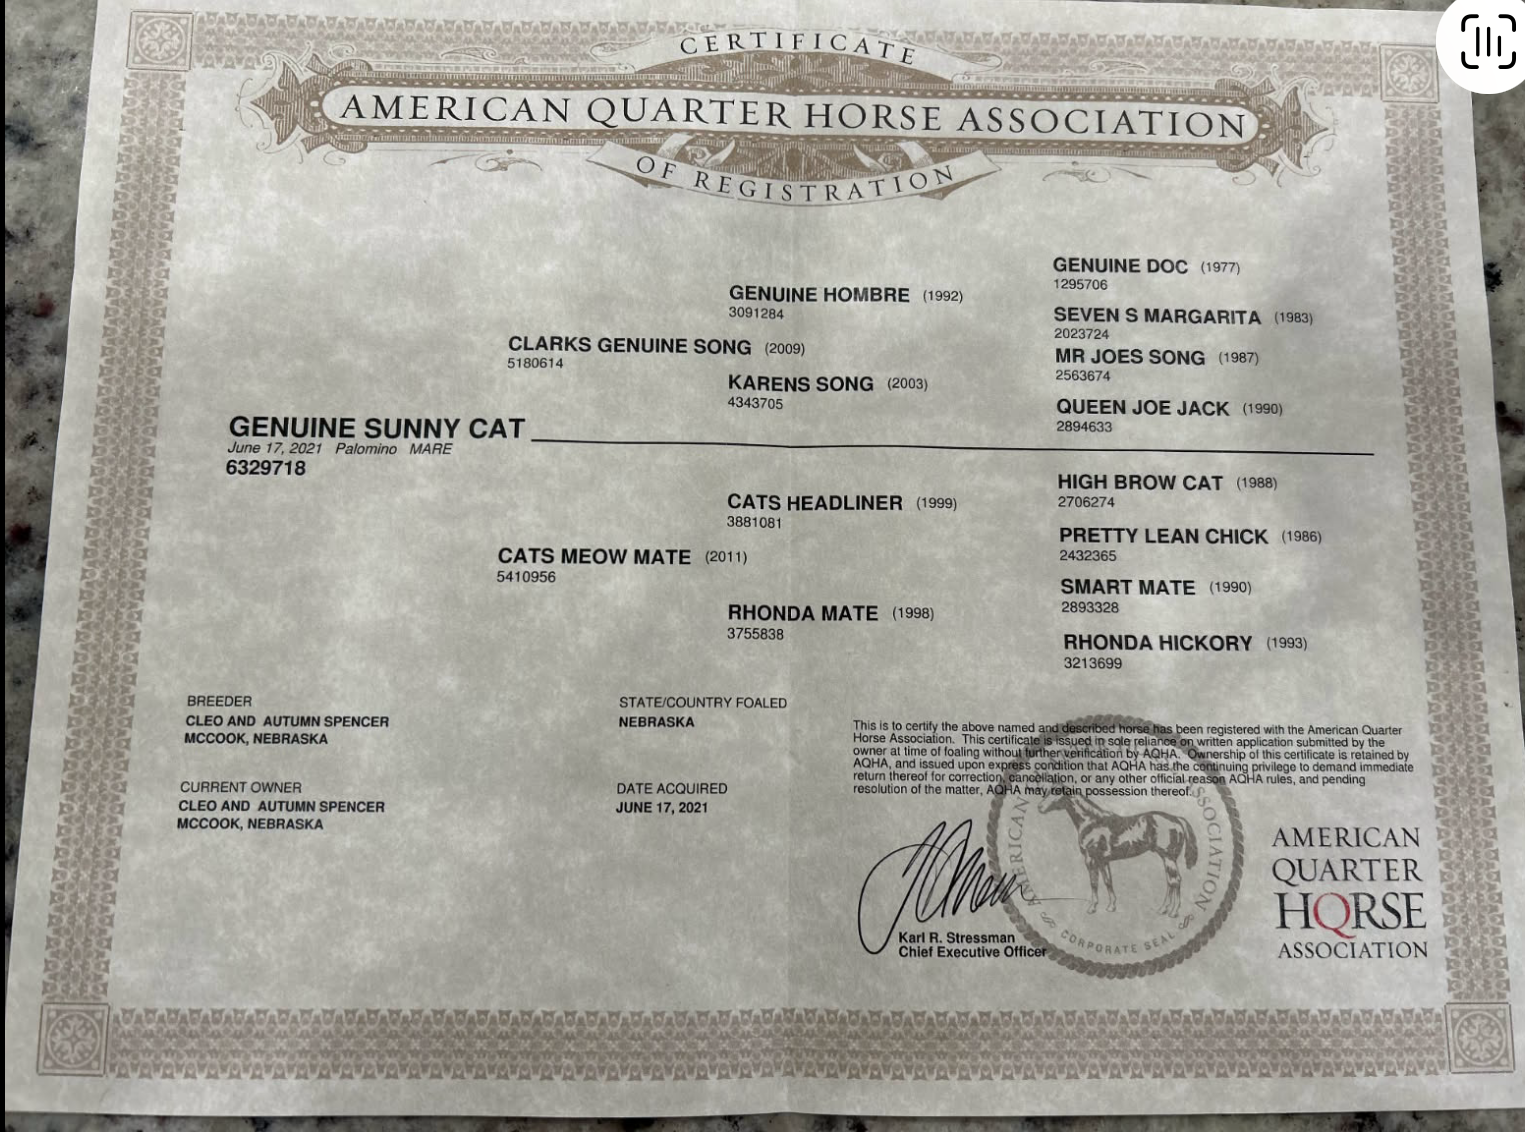 CERTIFICATE
AMERICAN QUARTER HORSE ASSOCIATION
OF REGISTRATION
GENUINE DOC (1977)
1295706
GENUINE HOMBRE (1992)
3091284
SEVEN S MARGARITA (1983)
2023724
CLARKS GENUINE SONG (2009)
5180614
MR JOES SONG (1987)
2563674
KARENS SONG (2003)
4343705
QUEEN JOE JACK (1990)
2894633
GENUINE SUNNY CAT
June 17, 2021 Palomino MARE
6329718
HIGH BROW CAT (1988)
2706274
CATS HEADLINER (1999)
3881081
PRETTY LEAN CHICK (1986)
2432365
CATS MEOW MATE (2011)
5410956
SMART MATE (1990)
2893328
RHONDA MATE (1998)
3755838
RHONDA HICKORY (1993)
3213699
BREEDER
CLEO AND AUTUMN SPENCER
MCCOOK, NEBRASKA
STATE/COUNTRY FOALED
NEBRASKA
CURRENT OWNER
CLEO AND AUTUMN SPENCER
MCCOOK, NEBRASKA
DATE ACQUIRED
JUNE 17, 2021
This is to certify the above named and described horse has been registered with the American Quarter
Horse Association. This certificate is issued in sole reliance on written application submitted by the
owner at time of foaling without further verification by AQHA. Ownership of this certificate is retained by
AQHA, and issued upon express condition that AQHA has the continuing privilege to demand immediate
return thereof for correction, cancellation, or any other official reason AQHA rules, and pending
resolution of the matter, AQHA may retain possession thereof.
AMERICAN ASSOCIATION
CORPORATE SEAL
Karl R. Stressman
Chief Executive Officer
AMERICAN
QUARTER
HORSE
ASSOCIATION